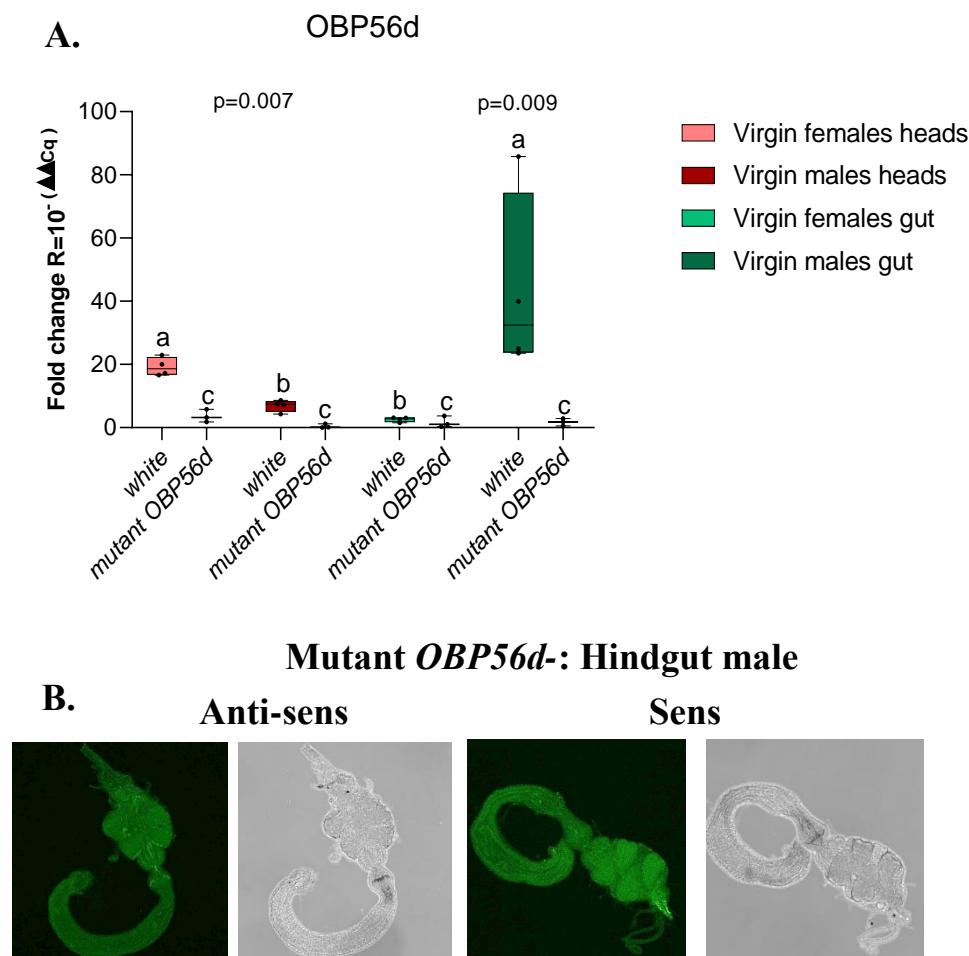 A.
OBP56d
p=0.007
p=0.009
Fold change R=10⁻(▲▲Cq)
100
80
60
40
20
0
a
c
b
c
b
c
a
c
white
mutant OBP56d
white
mutant OBP56d
white
mutant OBP56d
white
mutant OBP56d
Virgin females heads
Virgin males heads
Virgin females gut
Virgin males gut
Mutant OBP56d-: Hindgut male
B.
Anti-sens
Sens